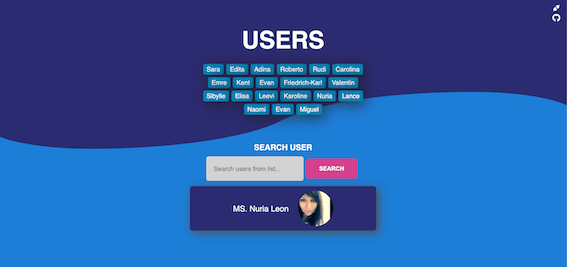 USERS
Sara Edita Adina Roberto Rudi Carolina
Emre Kent Evan Friedrich-Karl Valentin
Sibylle Elisa Leevi Karoline Nuria Lance
Naomi Evan Miguel
SEARCH USER
Search users from list... SEARCH
MS. Nuria Leon